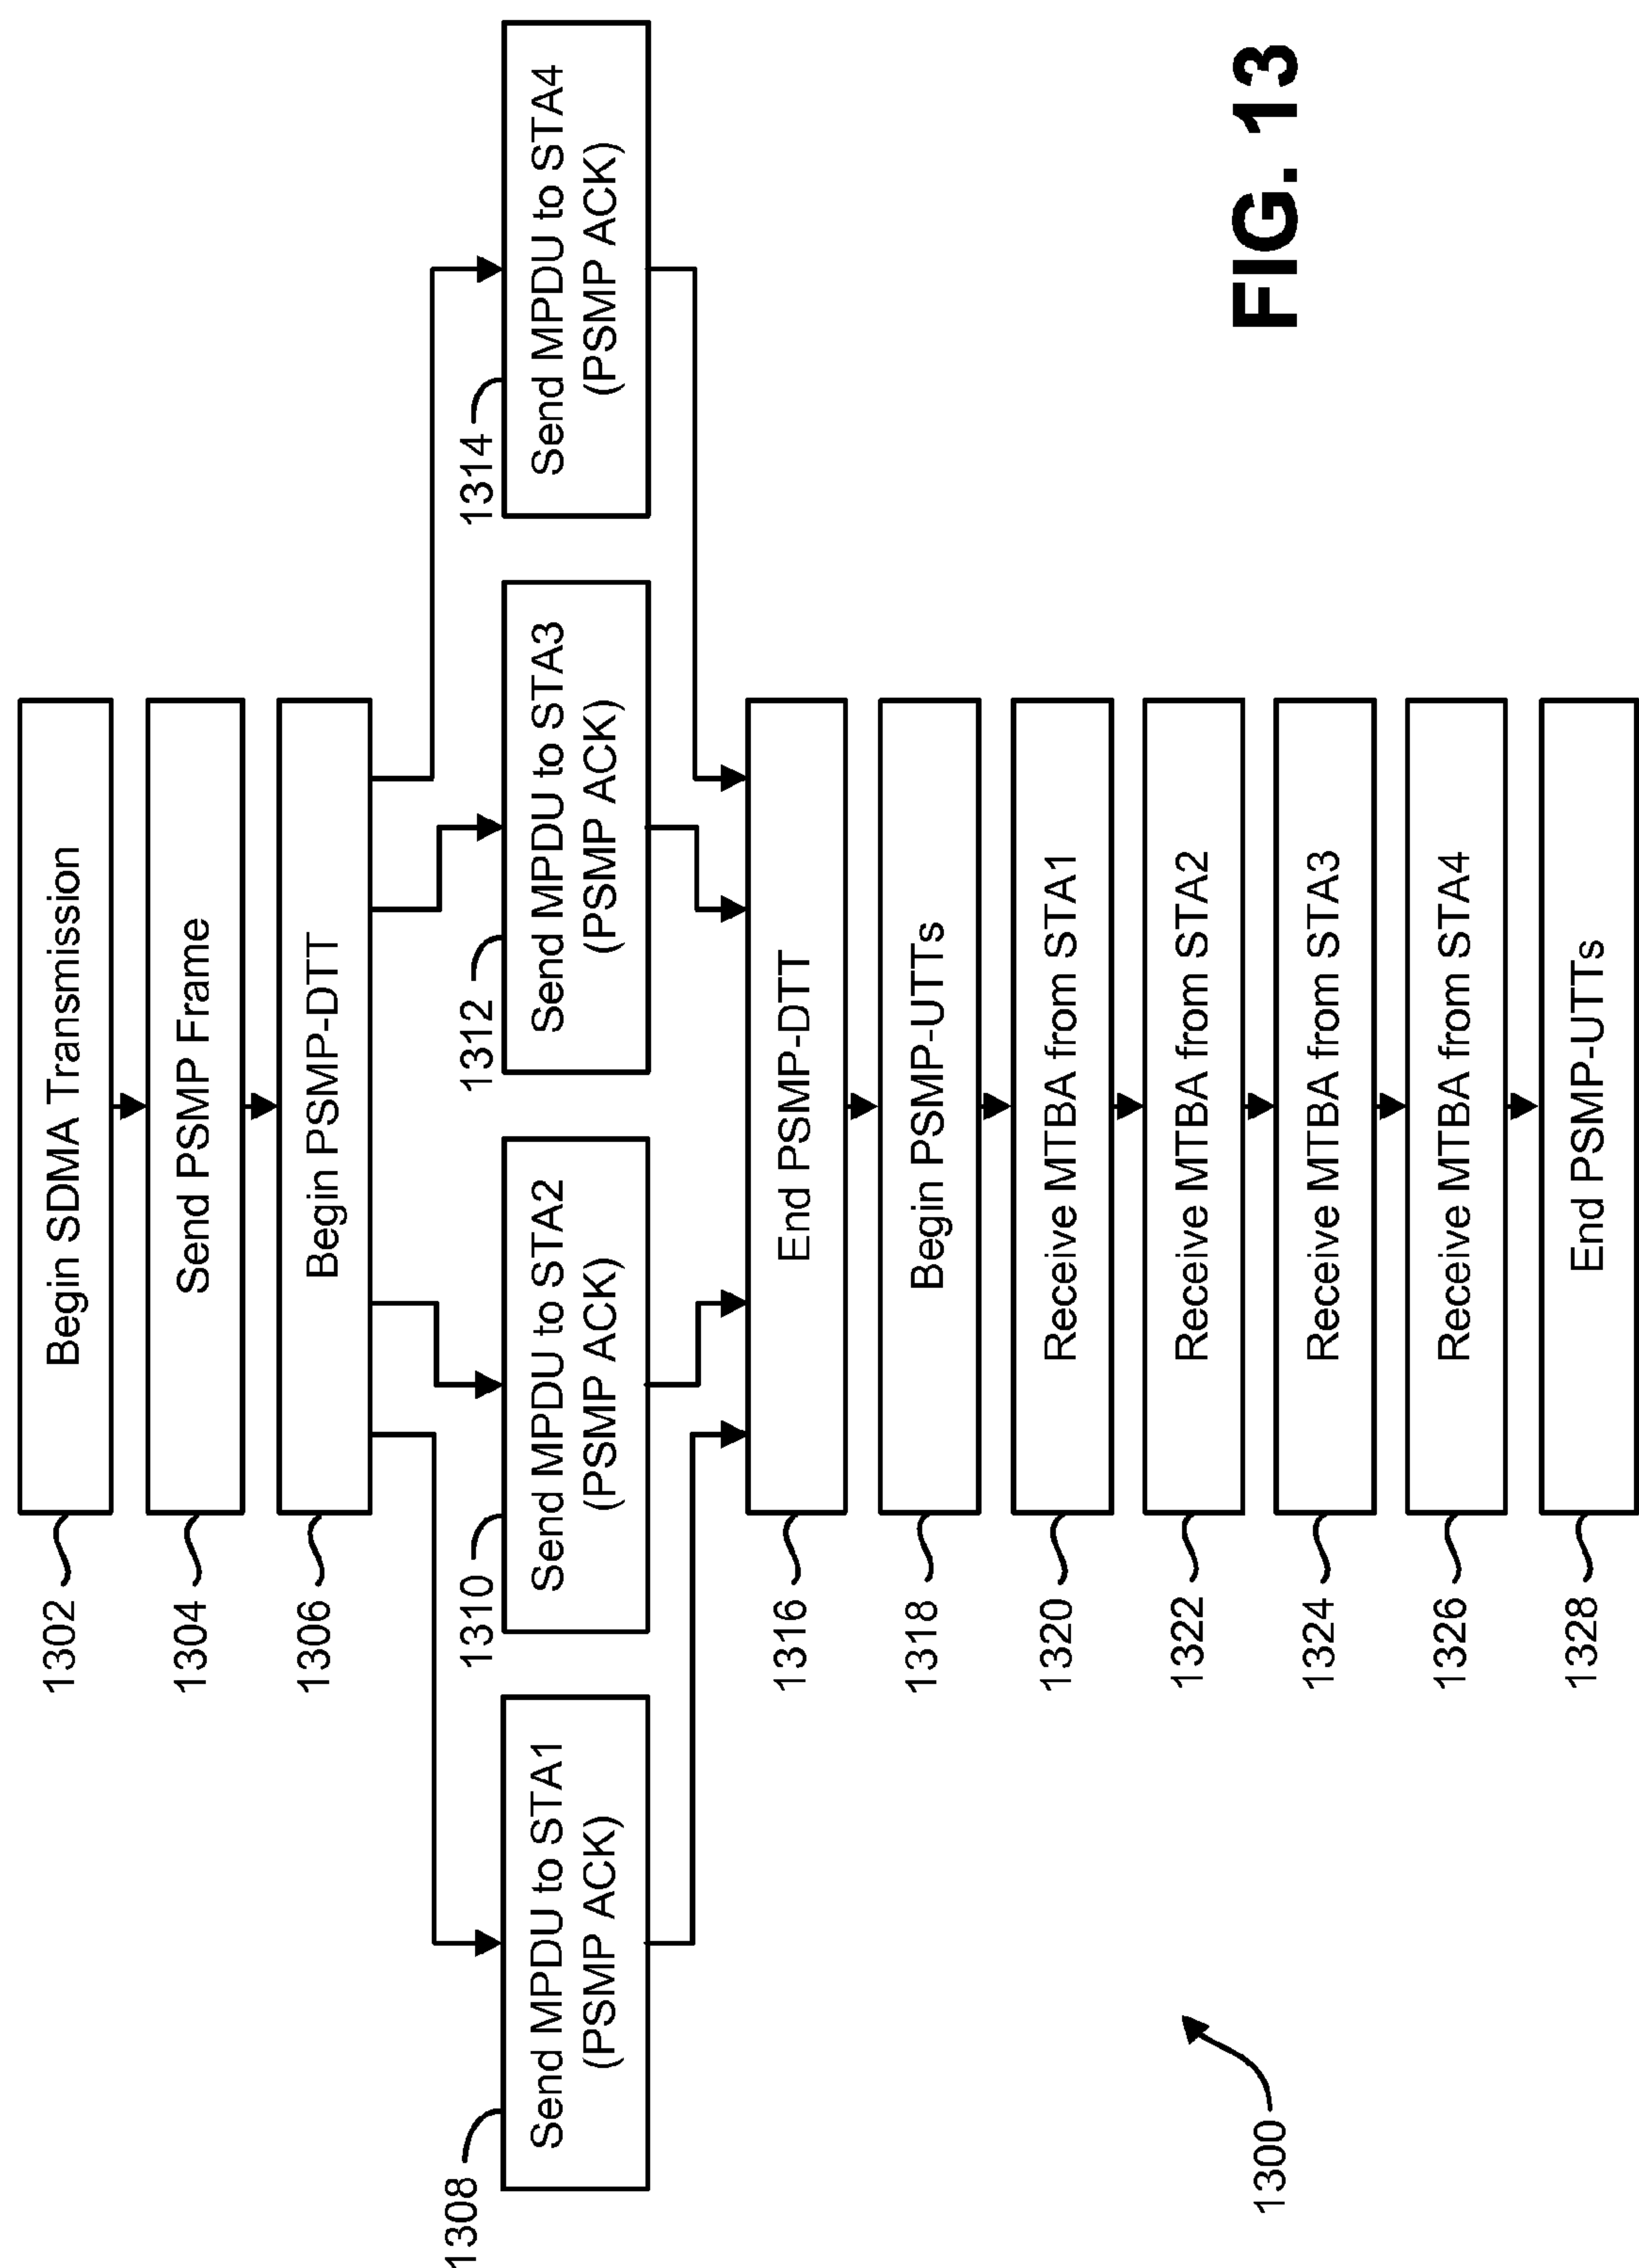 1302
Begin SDMA Transmission
1304
Send PSMP Frame
1306
Begin PSMP-DTT
1308
Send MPDU to STA1
(PSMP ACK)
1310
Send MPDU to STA2
(PSMP ACK)
1312
Send MPDU to STA3
(PSMP ACK)
1314
Send MPDU to STA4
(PSMP ACK)
1316
End PSMP-DTT
1318
Begin PSMP-UTTs
1320
Receive MTBA from STA1
1322
Receive MTBA from STA2
1324
Receive MTBA from STA3
1326
Receive MTBA from STA4
1328
End PSMP-UTTs
1300
FIG. 13